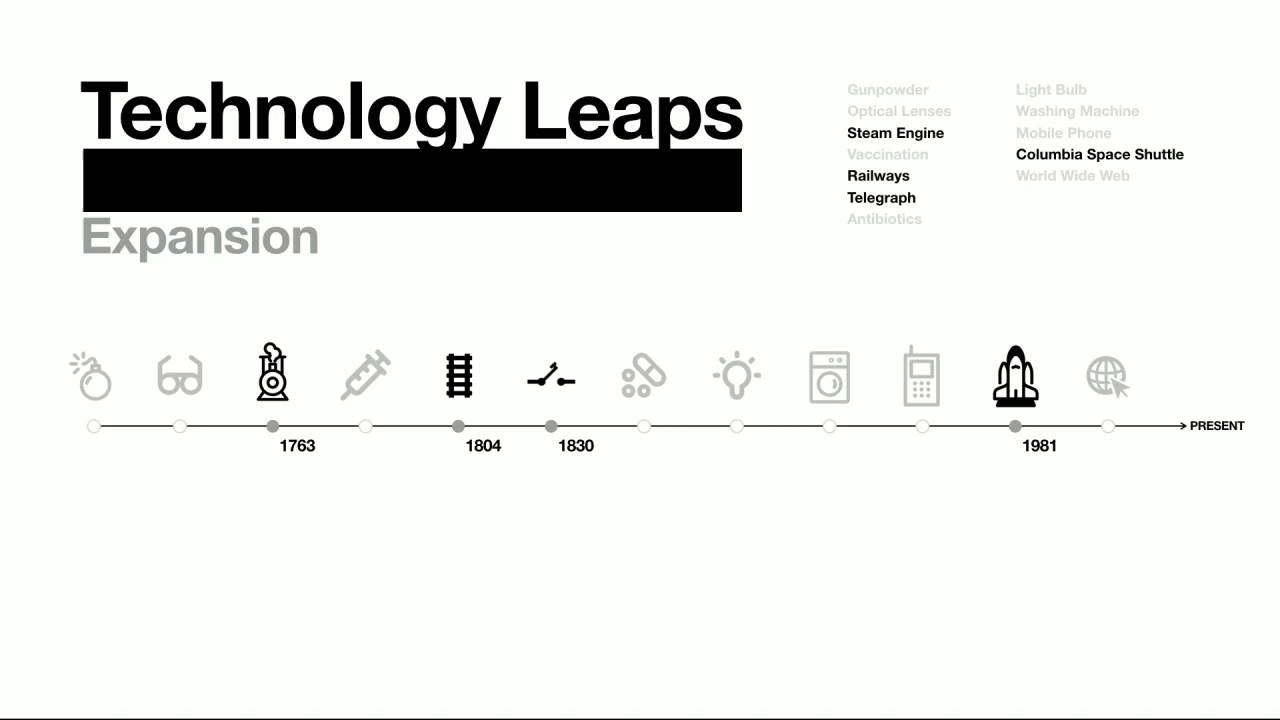 Technology Leaps
Expansion
Gunpowder
Optical Lenses
Steam Engine
Vaccination
Railways
Telegraph
Antibiotics
Light Bulb
Washing Machine
Mobile Phone
Columbia Space Shuttle
World Wide Web
PRESENT
1763
1804
1830
1981